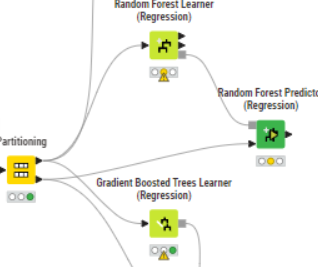 Random Forest Learner
(Regression)
Random Forest Predicto
(Regression)
Partitioning
Gradient Boosted Trees Learner
(Regression)